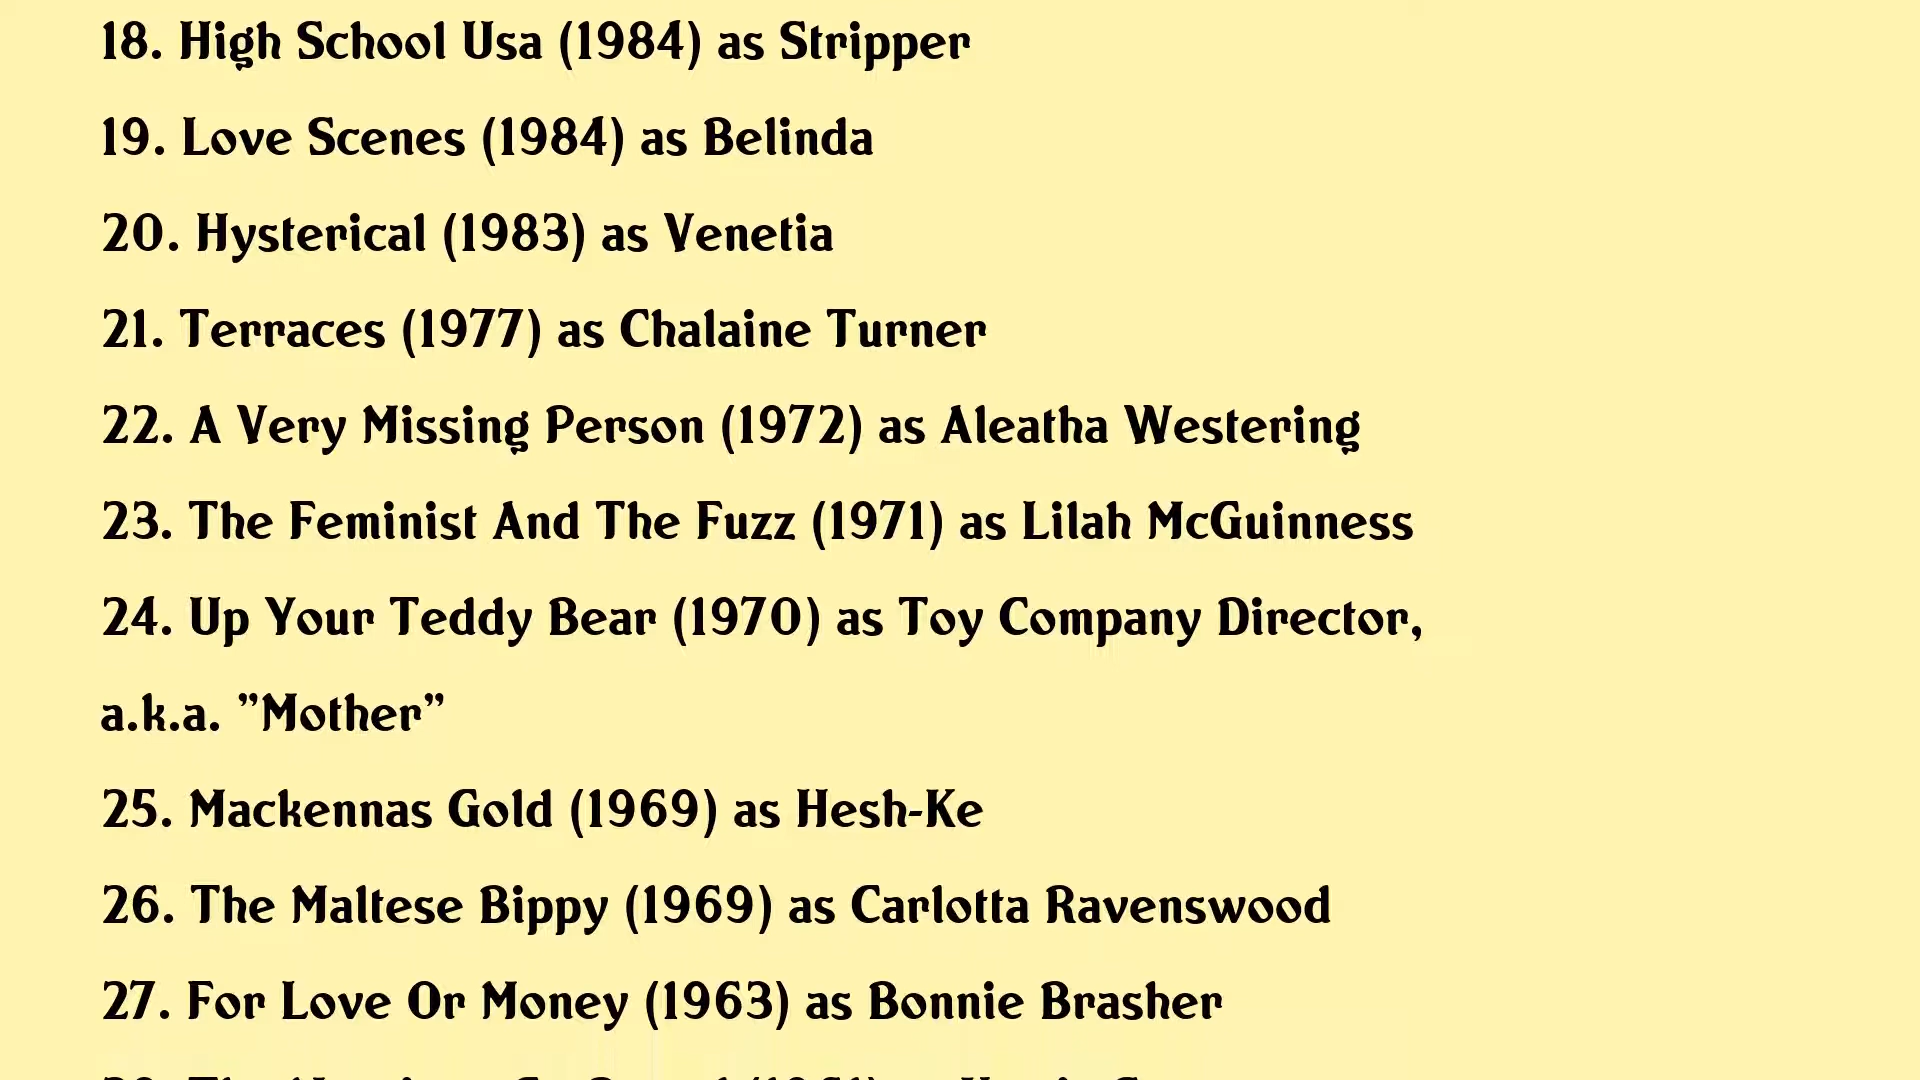 18. High School Usa (1984) as Stripper
19. Love Scenes (1984) as Belinda
20. Hysterical (1983) as Venetia
21. Terraces (1977) as Chalaine Turner
22. A Very Missing Person (1972) as Aleatha Westering
23. The Feminist And The Fuzz (1971) as Lilah McGuinness
24. Up Your Teddy Bear (1970) as Toy Company Director,
a.k.a. ”Mother”
25. Mackennas Gold (1969) as Hesh-Ke
26. The Maltese Bippy (1969) as Carlotta Ravenswood
27. For Love Or Money (1963) as Bonnie Brasher